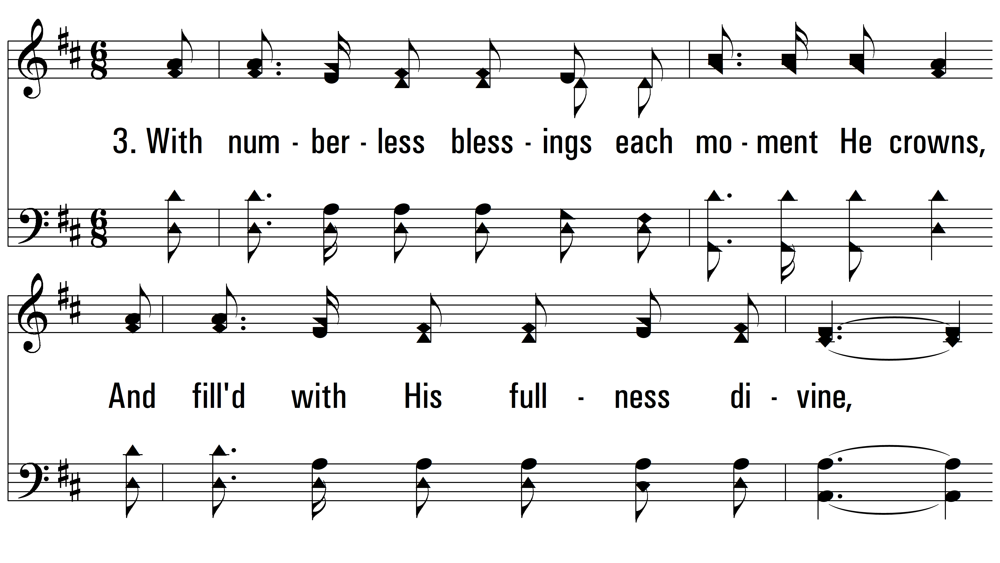 3. With num - ber - less bless - ings each mo - ment He crowns,
And fill'd with His full - ness di - vine,